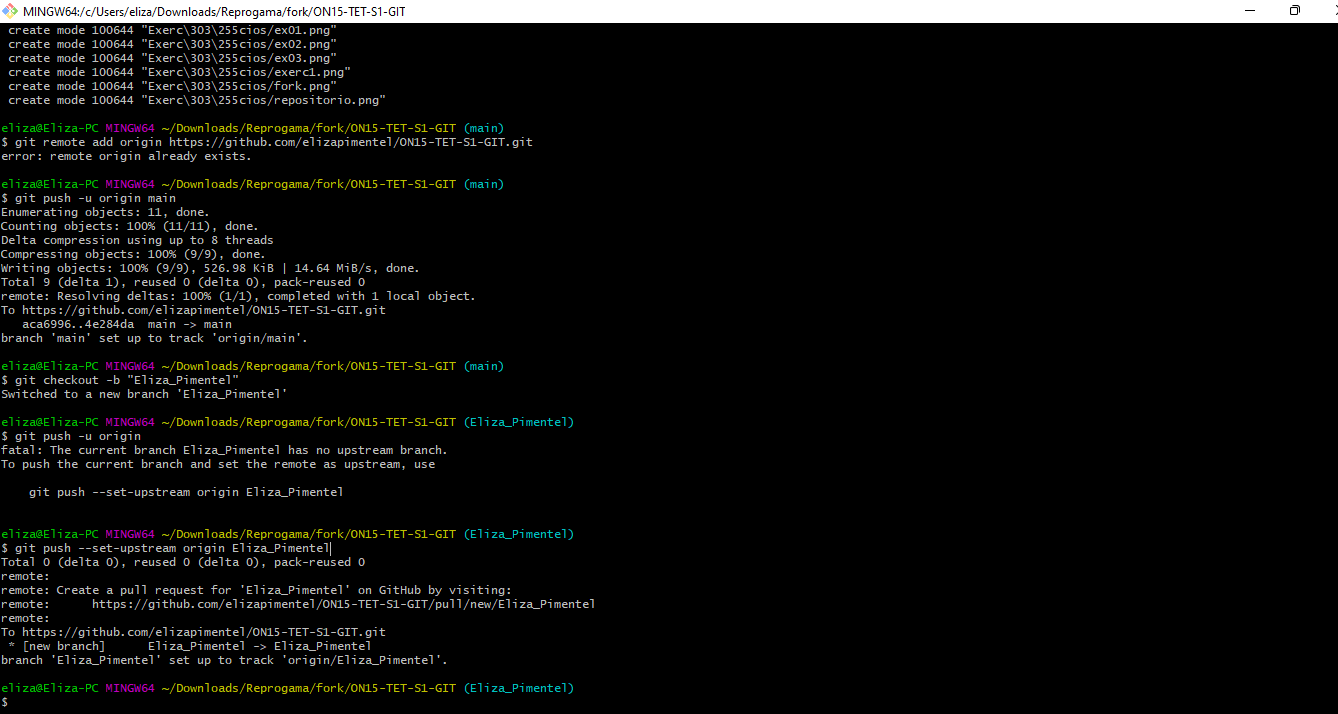 MINGW64:/c/Users/eliza/Downloads/Reprogama/fork/ON15-TET-S1-GIT
create mode 100644 "Exerc\303\255cios/ex01.png"
create mode 100644 "Exerc\303\255cios/ex02.png"
create mode 100644 "Exerc\303\255cios/ex03.png"
create mode 100644 "Exerc\303\255cios/exerc1.png"
create mode 100644 "Exerc\303\255cios/fork.png"
create mode 100644 "Exerc\303\255cios/repositorio.png"
eliza@Eliza-PC MINGW64 ~/Downloads/Reprogama/fork/ON15-TET-S1-GIT (main)
$ git remote add origin https://github.com/elizapimentel/ON15-TET-S1-GIT.git
error: remote origin already exists.
eliza@Eliza-PC MINGW64 ~/Downloads/Reprogama/fork/ON15-TET-S1-GIT (main)
$ git push -u origin main
Enumerating objects: 11, done.
Counting objects: 100% (11/11), done.
Delta compression using up to 8 threads
Compressing objects: 100% (9/9), done.
Writing objects: 100% (9/9), 526.98 KiB | 14.64 MiB/s, done.
Total 9 (delta 1), reused 0 (delta 0), pack-reused 0
remote: Resolving deltas: 100% (1/1), completed with 1 local object.
To https://github.com/elizapimentel/ON15-TET-S1-GIT.git
aca6996..4e284da  main -> main
branch 'main' set up to track 'origin/main'.
eliza@Eliza-PC MINGW64 ~/Downloads/Reprogama/fork/ON15-TET-S1-GIT (main)
$ git checkout -b "Eliza_Pimentel"
Switched to a new branch 'Eliza_Pimentel'
eliza@Eliza-PC MINGW64 ~/Downloads/Reprogama/fork/ON15-TET-S1-GIT (Eliza_Pimentel)
$ git push -u origin
fatal: The current branch Eliza_Pimentel has no upstream branch.
To push the current branch and set the remote as upstream, use
git push --set-upstream origin Eliza_Pimentel
eliza@Eliza-PC MINGW64 ~/Downloads/Reprogama/fork/ON15-TET-S1-GIT (Eliza_Pimentel)
$ git push --set-upstream origin Eliza_Pimentel
Total 0 (delta 0), reused 0 (delta 0), pack-reused 0
remote:
remote: Create a pull request for 'Eliza_Pimentel' on GitHub by visiting:
remote:      https://github.com/elizapimentel/ON15-TET-S1-GIT/pull/new/Eliza_Pimentel
remote:
To https://github.com/elizapimentel/ON15-TET-S1-GIT.git
* [new branch]      Eliza_Pimentel -> Eliza_Pimentel
branch 'Eliza_Pimentel' set up to track 'origin/Eliza_Pimentel'.
eliza@Eliza-PC MINGW64 ~/Downloads/Reprogama/fork/ON15-TET-S1-GIT (Eliza_Pimentel)
$